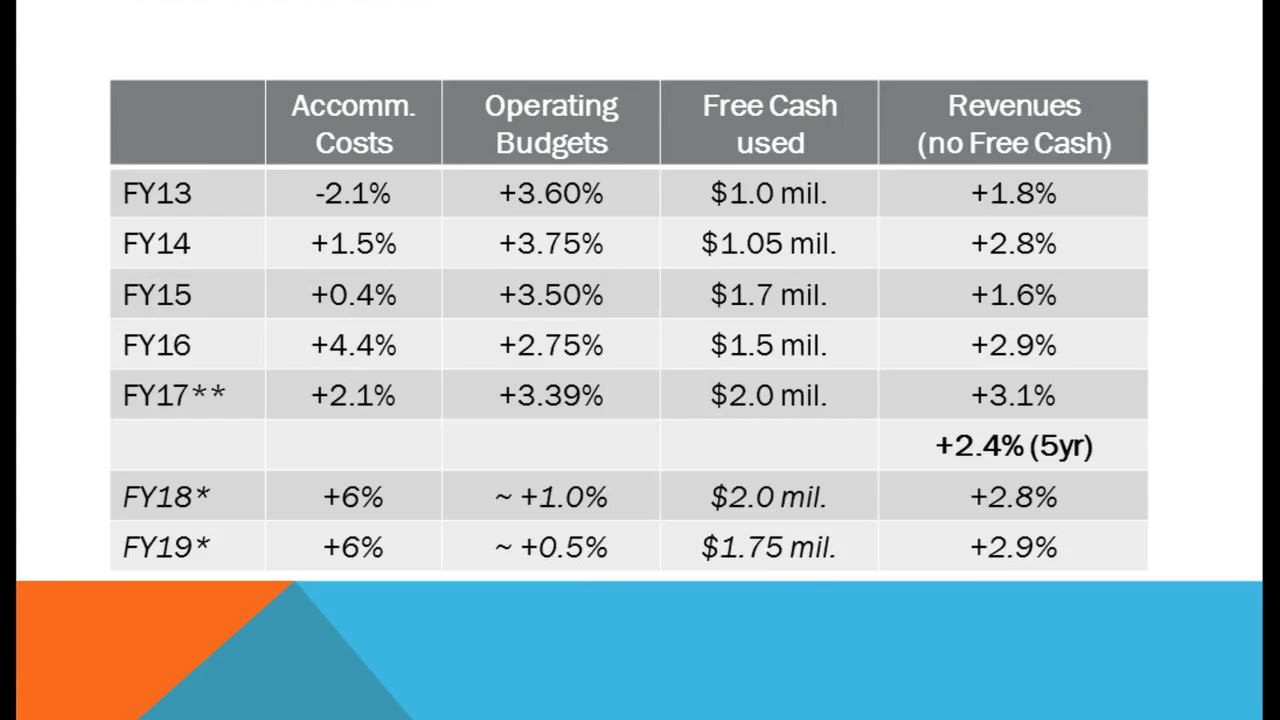 Accomm. Costs Operating Budgets Free Cash used Revenues (no Free Cash)
FY13 -2.1% +3.60% $1.0 mil. +1.8%
FY14 +1.5% +3.75% $1.05 mil. +2.8%
FY15 +0.4% +3.50% $1.7 mil. +1.6%
FY16 +4.4% +2.75% $1.5 mil. +2.9%
FY17** +2.1% +3.39% $2.0 mil. +3.1%
+2.4% (5yr)
FY18* +6% ~ +1.0% $2.0 mil. +2.8%
FY19* +6% ~ +0.5% $1.75 mil. +2.9%